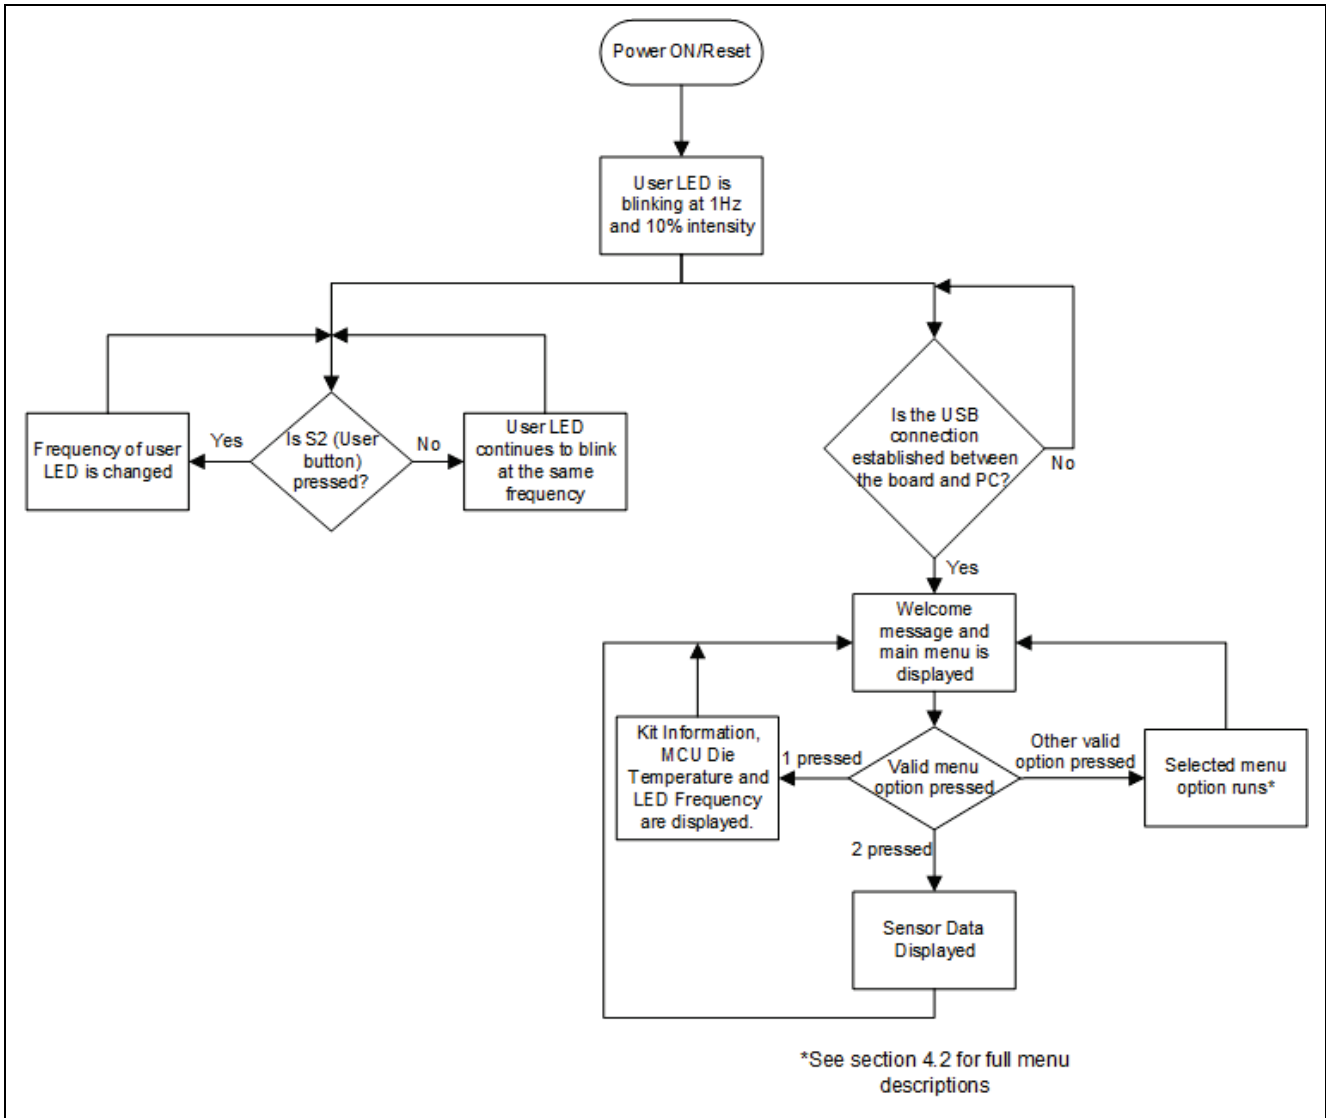 Power ON/Reset
User LED is
blinking at 1Hz
and 10% intensity
Is S2 (User
button)
pressed?
Yes
Frequency of user
LED is changed
No
User LED
continues to blink
at the same
frequency
Is the USB
connection
established between
the board and PC?
No
Yes
Welcome
message and
main menu is
displayed
Valid menu
option pressed
1 pressed
Kit Information,
MCU Die
Temperature and
LED Frequency
are displayed.
Other valid
option pressed
Selected menu
option runs*
2 pressed
Sensor Data
Displayed
*See section 4.2 for full menu
descriptions